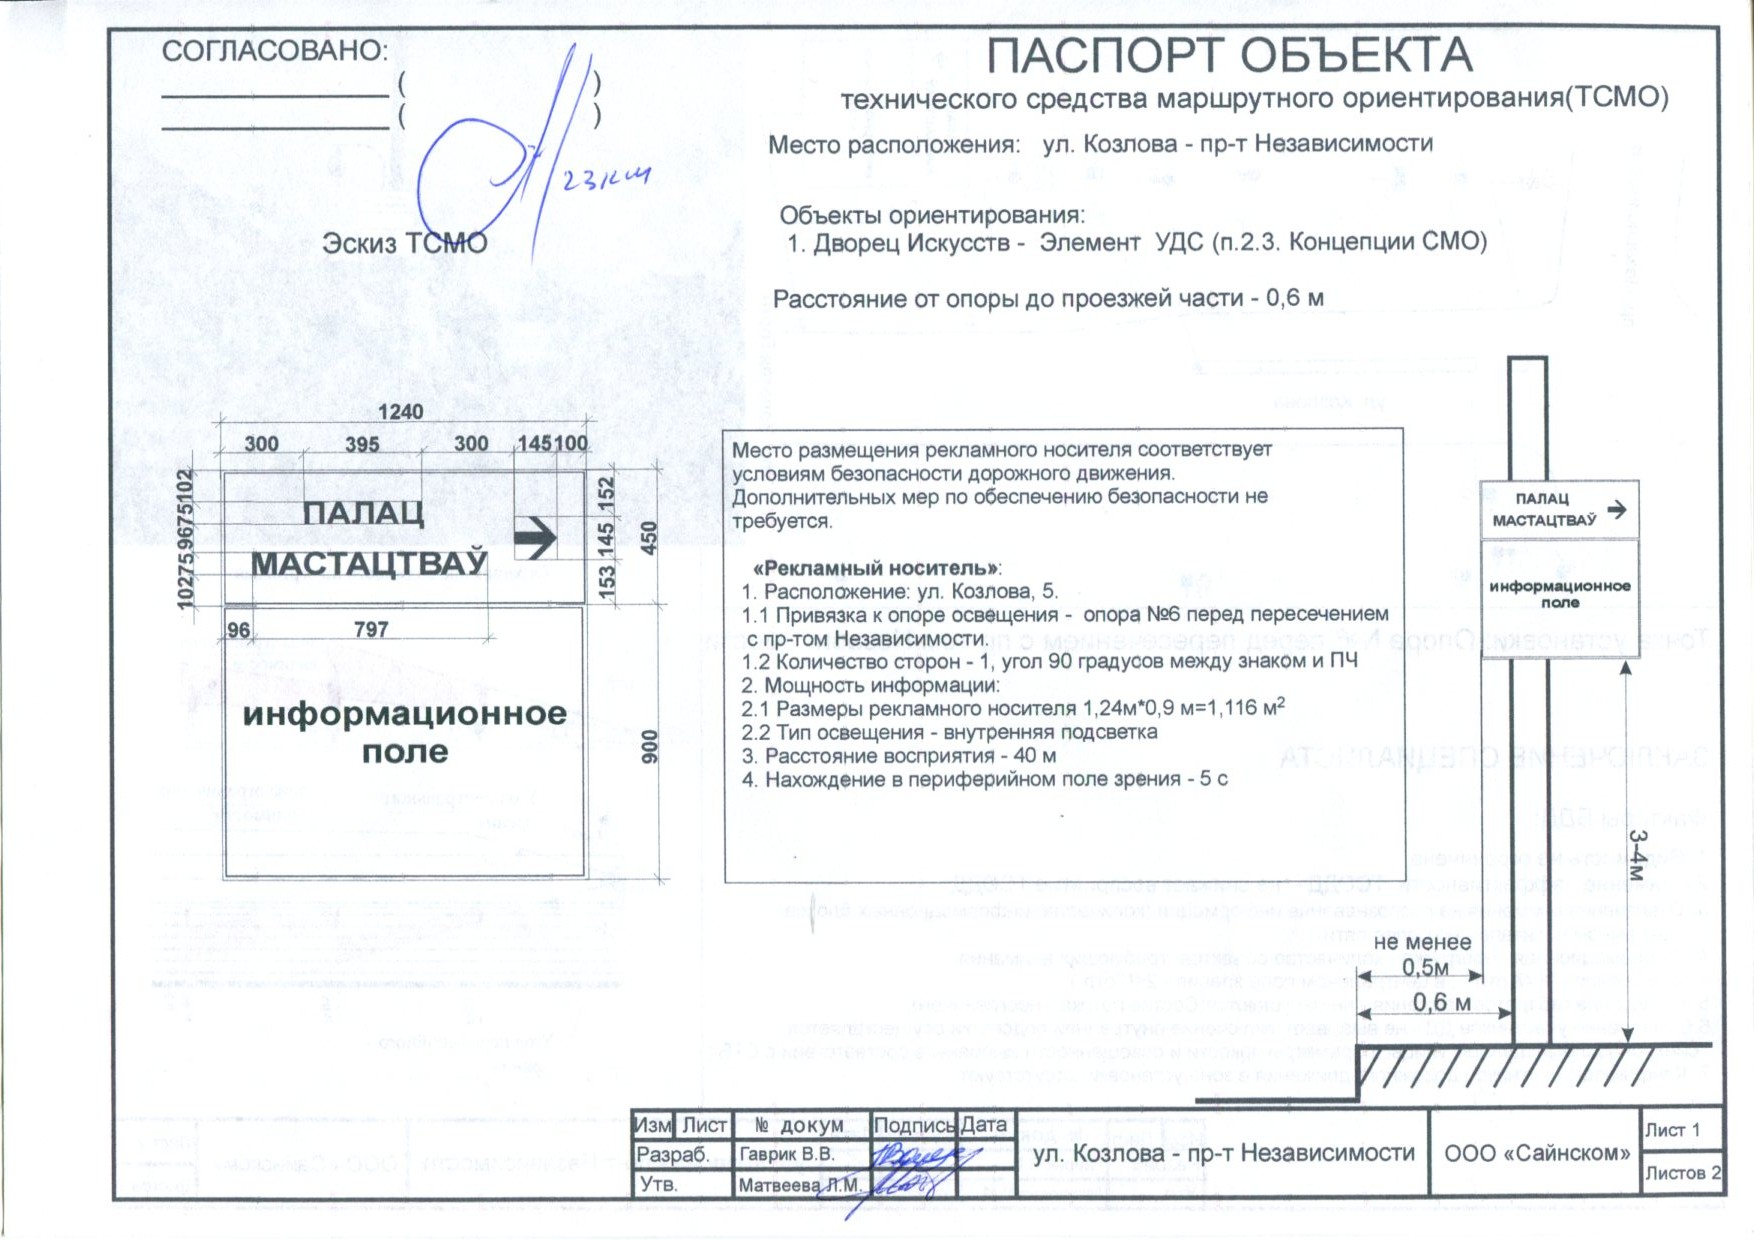 СОГЛАСОВАНО:
( )
( )
23км
Эскиз ТСМО
ПАСПОРТ ОБЪЕКТА
технического средства маршрутного ориентирования(ТСМО)
Место расположения: ул. Козлова - пр-т Независимости
Объекты ориентирования:
1. Дворец Искусств - Элемент УДС (п.2.3. Концепции СМО)
Расстояние от опоры до проезжей части - 0,6 м
1240
300 395 300 145 100
102 75 96 75 102
152 145 153
450
ПАЛАЦ
МАСТАЦТВАЎ
96 797
информационное
поле
900
Место размещения рекламного носителя соответствует
условиям безопасности дорожного движения.
Дополнительных мер по обеспечению безопасности не
требуется.
«Рекламный носитель»:
1. Расположение: ул. Козлова, 5.
1.1 Привязка к опоре освещения - опора №6 перед пересечением
с пр-том Независимости.
1.2 Количество сторон - 1, угол 90 градусов между знаком и ПЧ
2. Мощность информации:
2.1 Размеры рекламного носителя 1,24м*0,9 м=1,116 м²
2.2 Тип освещения - внутренняя подсветка
3. Расстояние восприятия - 40 м
4. Нахождение в периферийном поле зрения - 5 с
ПАЛАЦ
МАСТАЦТВАЎ
информационное
поле
3-4м
не менее
0,5м
0,6 м
Изм Лист № докум Подпись Дата
Разраб. Гаврик В.В.
Утв. Матвеева Л.М.
ул. Козлова - пр-т Независимости
ООО «Сайнском»
Лист 1
Листов 2